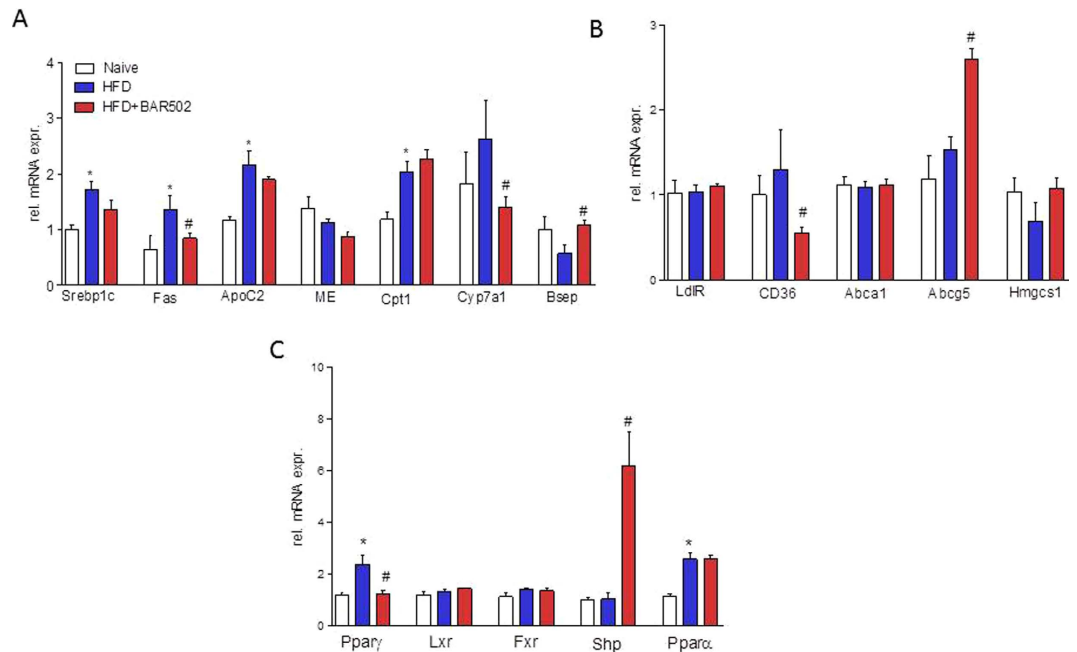 A
rel. mRNA expr.
4
3
2
1
0
Naive
HFD
HFD+BAR502
*
*
#
*
*
#
#
Srebp1c Fas ApoC2 ME Cpt1 Cyp7a1 Bsep
B
rel. mRNA expr.
3
2
1
0
#
#
LdlR CD36 Abca1 Abcg5 Hmgcs1
C
rel. mRNA expr.
10
8
6
4
2
0
*
#
#
*
Pparγ Lxr Fxr Shp Pparα